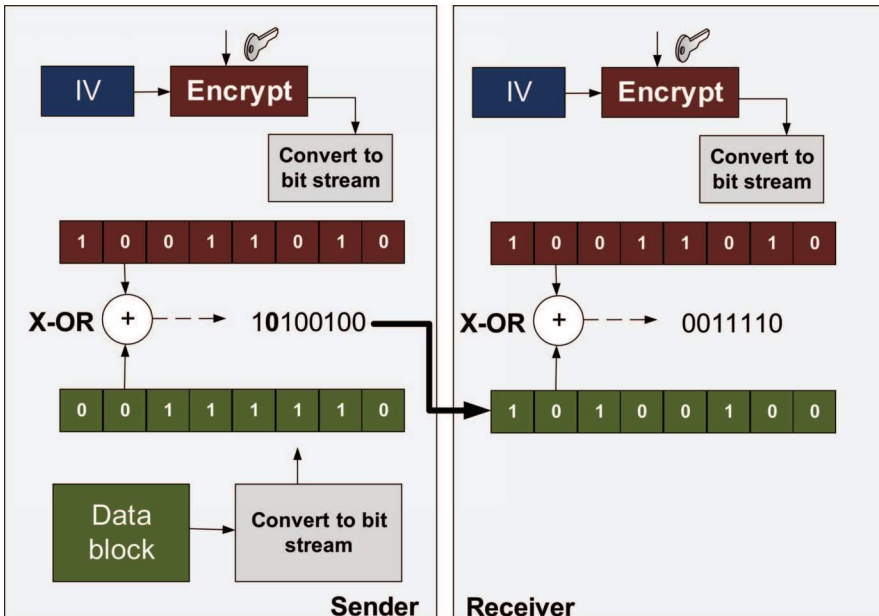 IV
Encrypt
Convert to
bit stream
1 0 0 1 1 0 1 0
X-OR + 10100100
0 0 1 1 1 1 1 0
Data
block
Convert to bit
stream
Sender
IV
Encrypt
Convert to
bit stream
1 0 0 1 1 0 1 0
X-OR + 0011110
1 0 1 0 0 1 0 0
Receiver